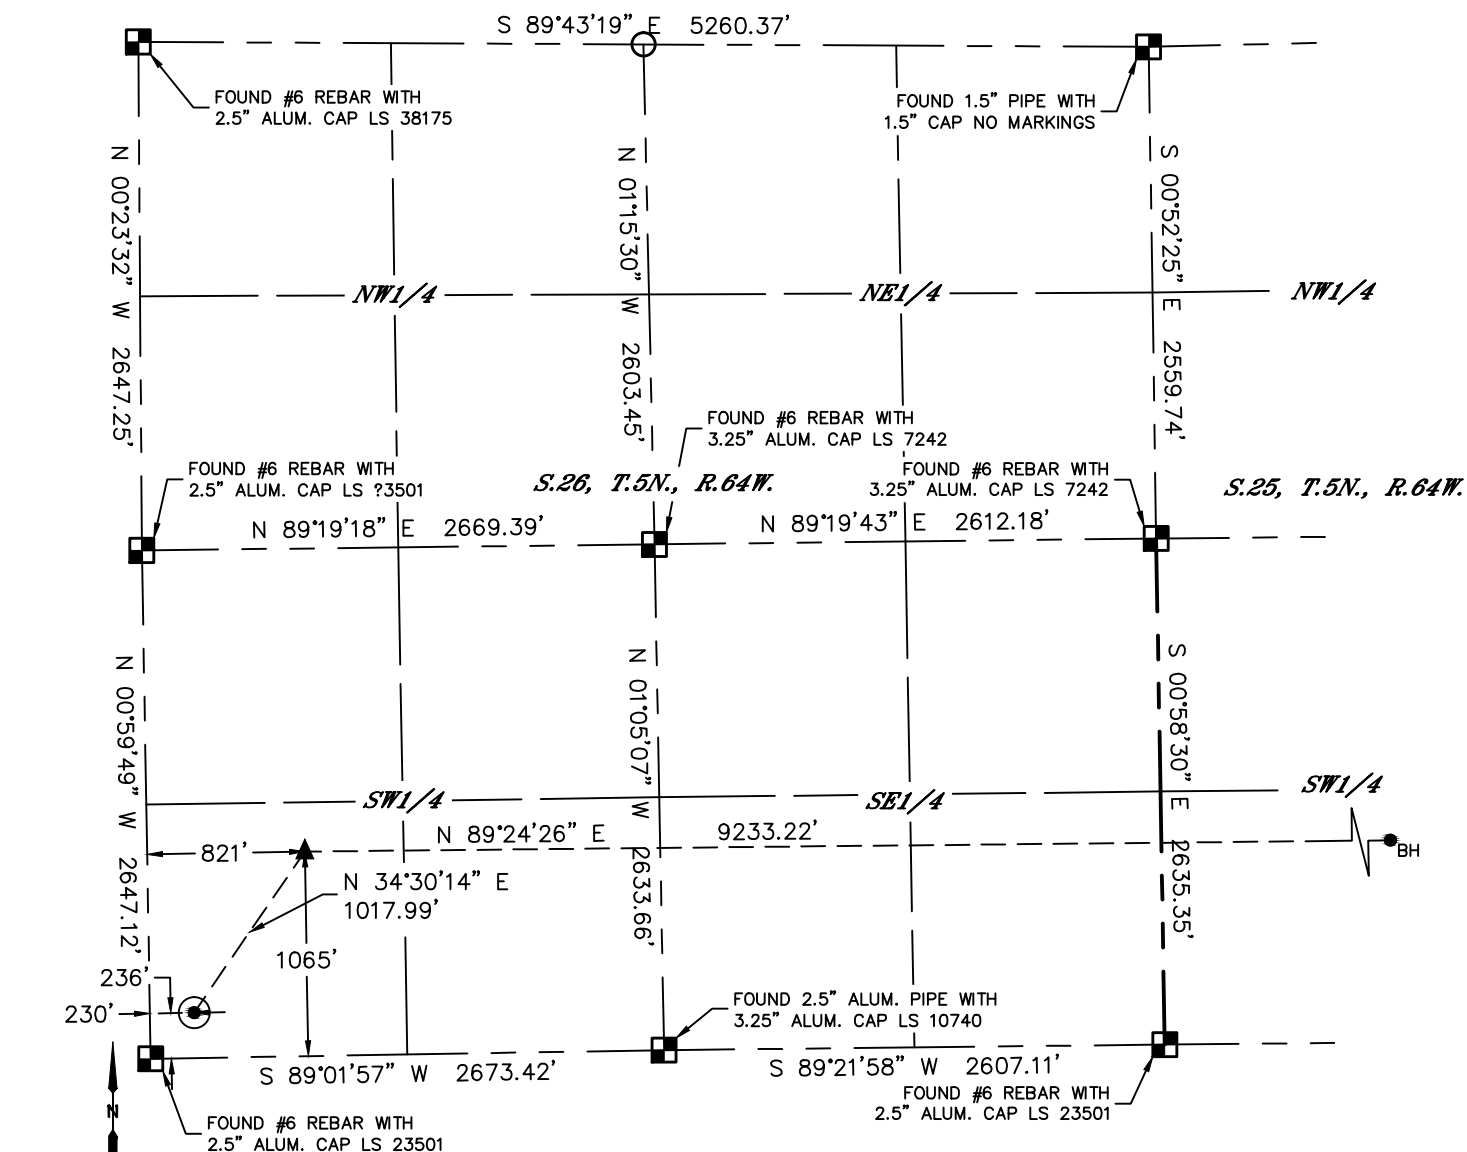 S 89°43'19" E 5260.37'
FOUND #6 REBAR WITH
2.5" ALUM. CAP LS 38175
FOUND 1.5" PIPE WITH
1.5" CAP NO MARKINGS
N 00°23'32" W 2647.25'
N 01°15'30" W 2603.45'
S 00°52'25" E 2559.74'
NW1/4
NE1/4
NW1/4
FOUND #6 REBAR WITH
3.25" ALUM. CAP LS 7242
FOUND #6 REBAR WITH
2.5" ALUM. CAP LS ?3501
S.26, T.5N., R.64W.
FOUND #6 REBAR WITH
3.25" ALUM. CAP LS 7242
S.25, T.5N., R.64W.
N 89°19'18" E 2669.39'
N 89°19'43" E 2612.18'
N 00°59'49" W 2647.12'
N 01°05'07" W 2633.66'
S 00°58'30" E 2635.35'
SW1/4
SE1/4
SW1/4
N 89°24'26" E 9233.22'
821'
BH
N 34°30'14" E
1017.99'
1065'
236'
230'
FOUND 2.5" ALUM. PIPE WITH
3.25" ALUM. CAP LS 10740
S 89°01'57" W 2673.42'
S 89°21'58" W 2607.11'
FOUND #6 REBAR WITH
2.5" ALUM. CAP LS 23501
N
FOUND #6 REBAR WITH
2.5" ALUM. CAP LS 23501